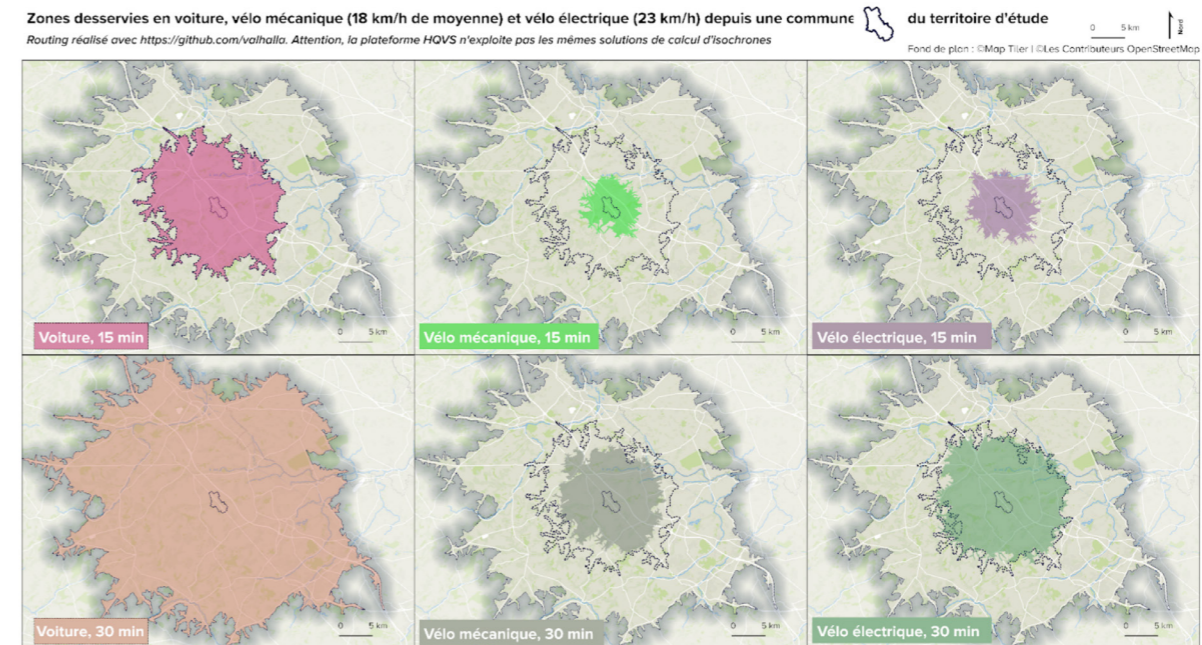 Zones desservies en voiture, vélo mécanique (18 km/h de moyenne) et vélo électrique (23 km/h) depuis une commune du territoire d'étude
Routing réalisé avec https://github.com/valhalla. Attention, la plateforme HQVS n'exploite pas les mêmes solutions de calcul d'isochrones
0 5 km
Nord
Fond de plan : ©Map Tiler I ©Les Contributeurs OpenStreetMap
Voiture, 15 min
0 5 km
Vélo mécanique, 15 min
0 5 km
Vélo électrique, 15 min
0 5 km
Voiture, 30 min
0 5 km
Vélo mécanique, 30 min
0 5 km
Vélo électrique, 30 min
0 5 km